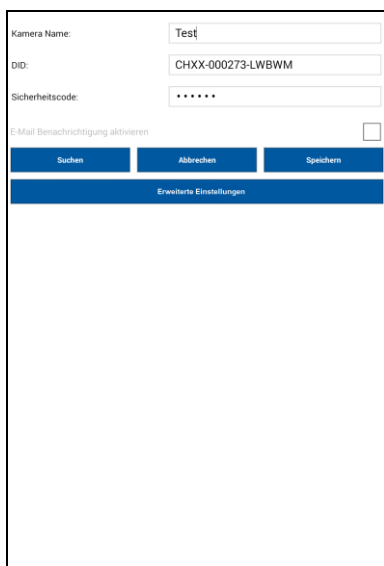 Kamera Name: Test
DID: CHXX-000273-LWBWM
Sicherheitscode: ••••••
E-Mail Benachrichtigung aktivieren
Suchen Abbrechen Speichern
Erweiterte Einstellungen